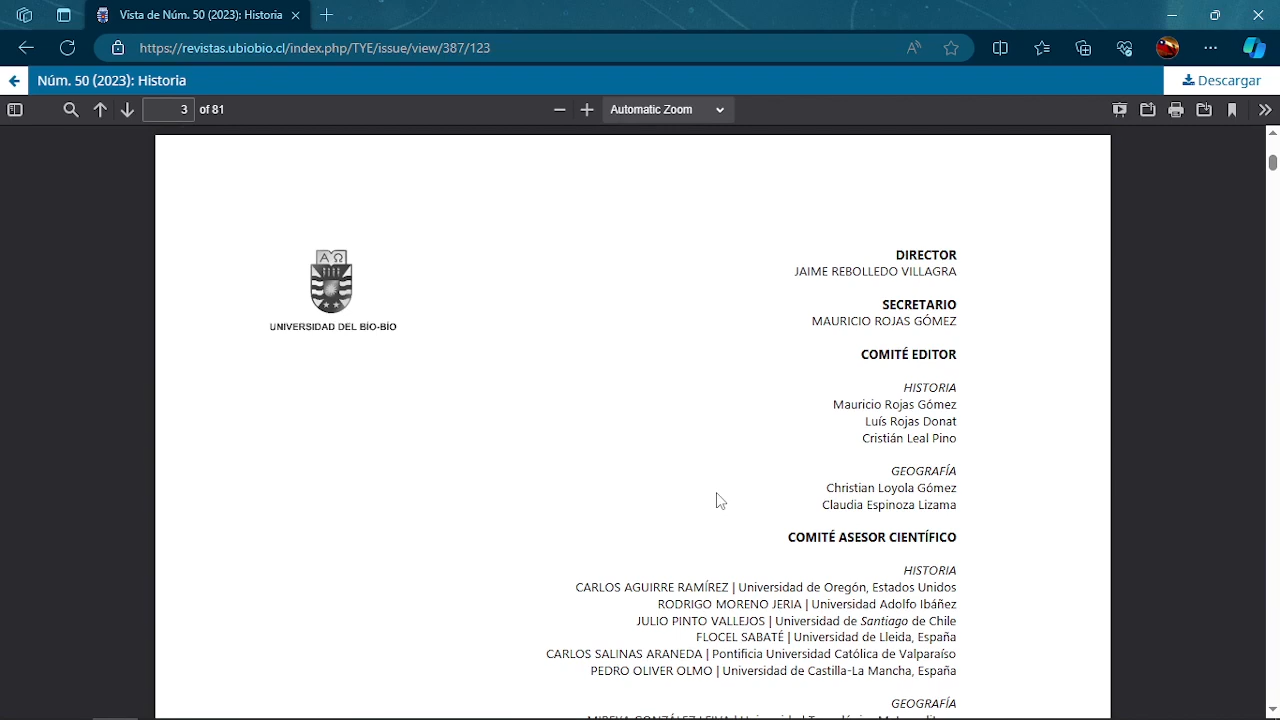 Vista de Núm. 50 (2023): Historia
https://revistas.ubiobio.cl/index.php/TYE/issue/view/387/123
Núm. 50 (2023): Historia
Descargar
3 of 81
Automatic Zoom
ΑΩ
UNIVERSIDAD DEL BÍO-BÍO
DIRECTOR
JAIME REBOLLEDO VILLAGRA
SECRETARIO
MAURICIO ROJAS GÓMEZ
COMITÉ EDITOR
HISTORIA
Mauricio Rojas Gómez
Luís Rojas Donat
Cristián Leal Pino
GEOGRAFÍA
Christian Loyola Gómez
Claudia Espinoza Lizama
COMITÉ ASESOR CIENTÍFICO
HISTORIA
CARLOS AGUIRRE RAMÍREZ | Universidad de Oregón, Estados Unidos
RODRIGO MORENO JERIA | Universidad Adolfo Ibáñez
JULIO PINTO VALLEJOS | Universidad de Santiago de Chile
FLOCEL SABATÉ | Universidad de Lleida, España
CARLOS SALINAS ARANEDA | Pontificia Universidad Católica de Valparaíso
PEDRO OLIVER OLMO | Universidad de Castilla-La Mancha, España
GEOGRAFÍA